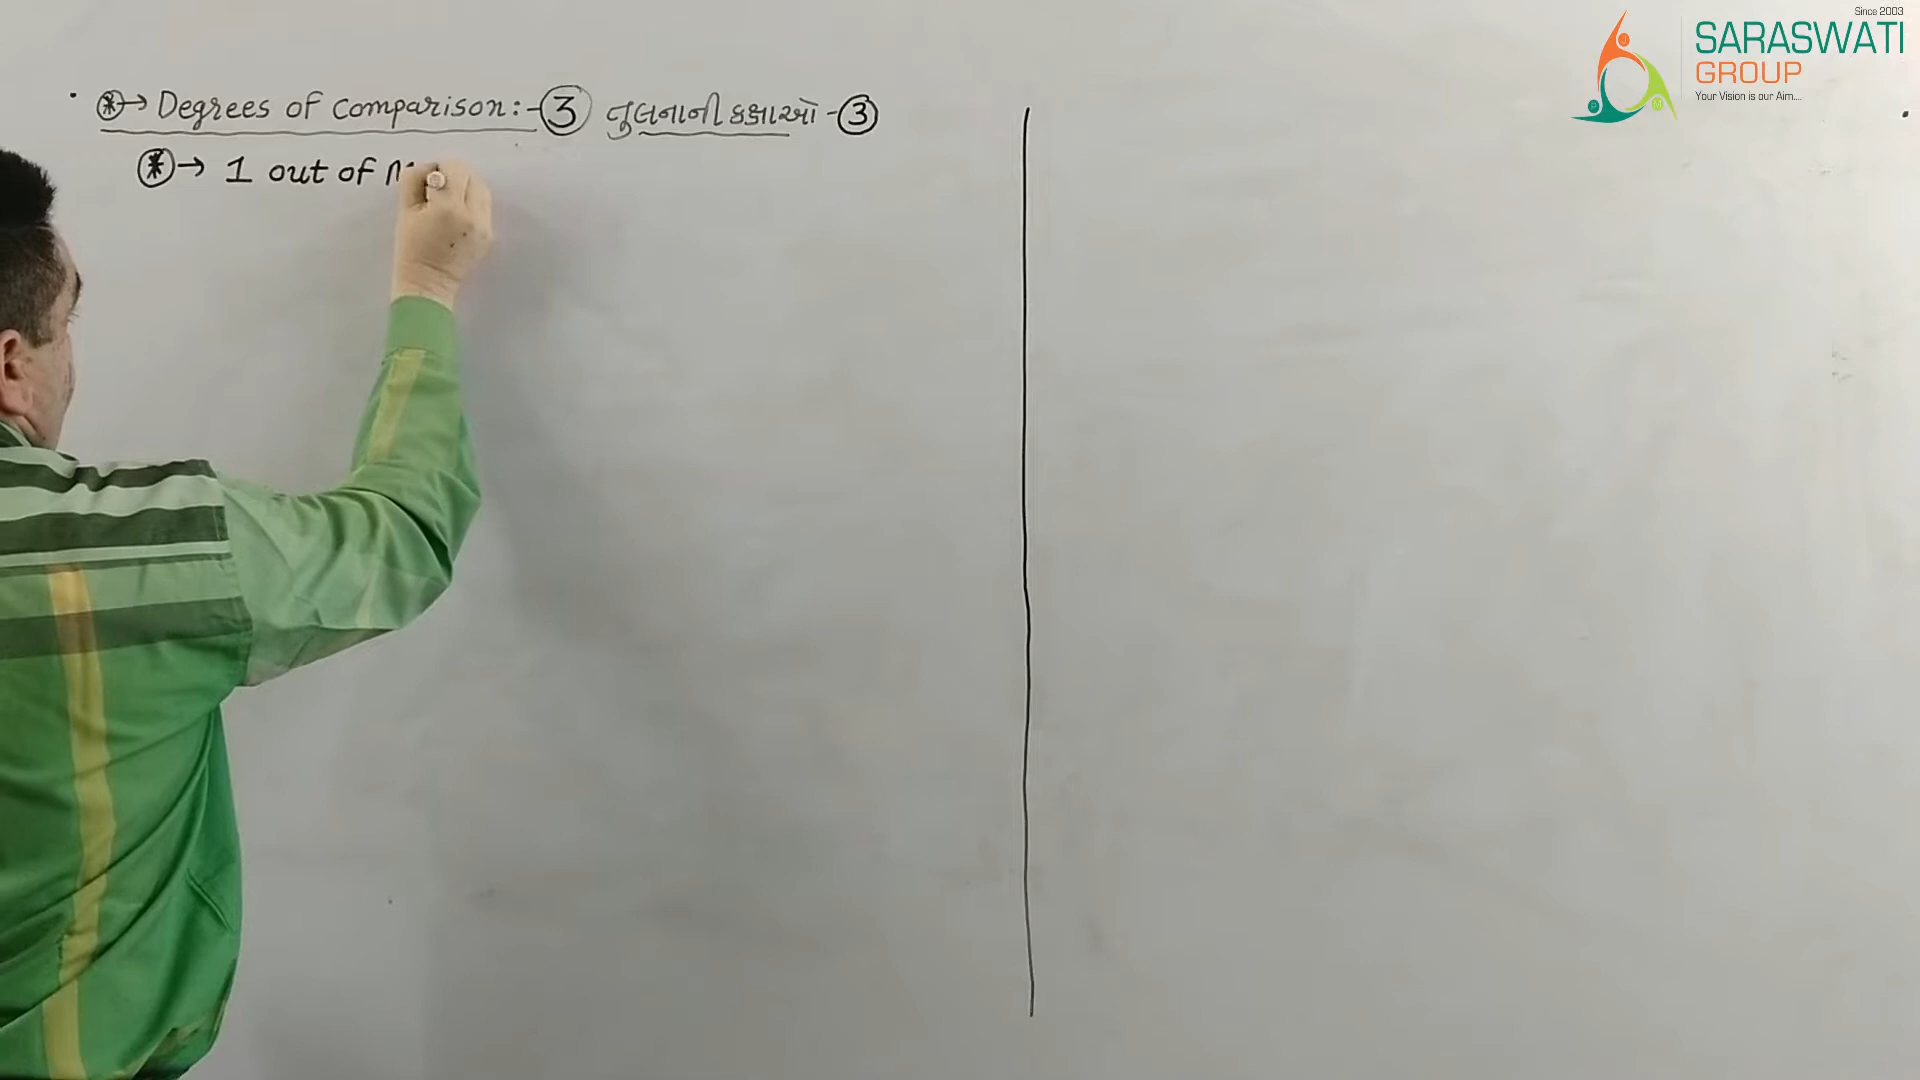 Since 2003
SARASWATI
GROUP
Your Vision is our Aim....
P J M
* → Degrees of comparison:- 3 તુલનાની કક્ષાઓ - 3
* → 1 out of